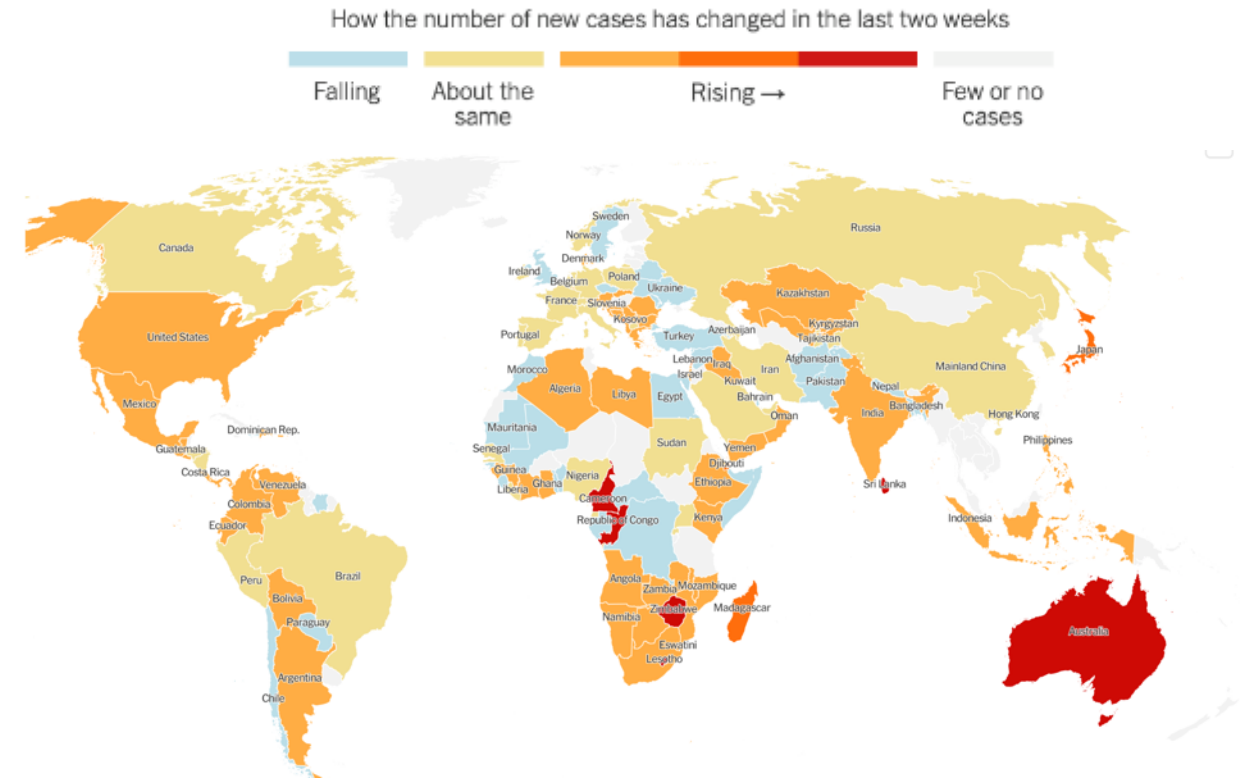 How the number of new cases has changed in the last two weeks
Falling
About the
same
Rising →
Few or no
cases
Sweden
Russia
Norway
Canada
Denmark
Ireland
Poland
Belgium
Ukraine
Kazakhstan
France
Slovenia
Kosovo
Kyrgyzstan
United States
Portugal
Turkey
Azerbaijan
Tajikistan
Japan
Lebanon
Iraq
Afghanistan
Morocco
Iran
Mainland China
Israel
Kuwait
Pakistan
Nepal
Algeria
Libya
Egypt
Bahrain
Mexico
India
Bangladesh
Hong Kong
Oman
Dominican Rep.
Mauritania
Sudan
Philippines
Guatemala
Senegal
Yemen
Djibouti
Costa Rica
Guinea
Nigeria
Venezuela
Liberia
Ghana
Ethiopia
Sri Lanka
Colombia
Cameroon
Ecuador
Republic of Congo
Kenya
Indonesia
Peru
Brazil
Angola
Zambia
Mozambique
Bolivia
Zimbabwe
Madagascar
Paraguay
Namibia
Australia
Eswatini
Lesotho
Argentina
Chile